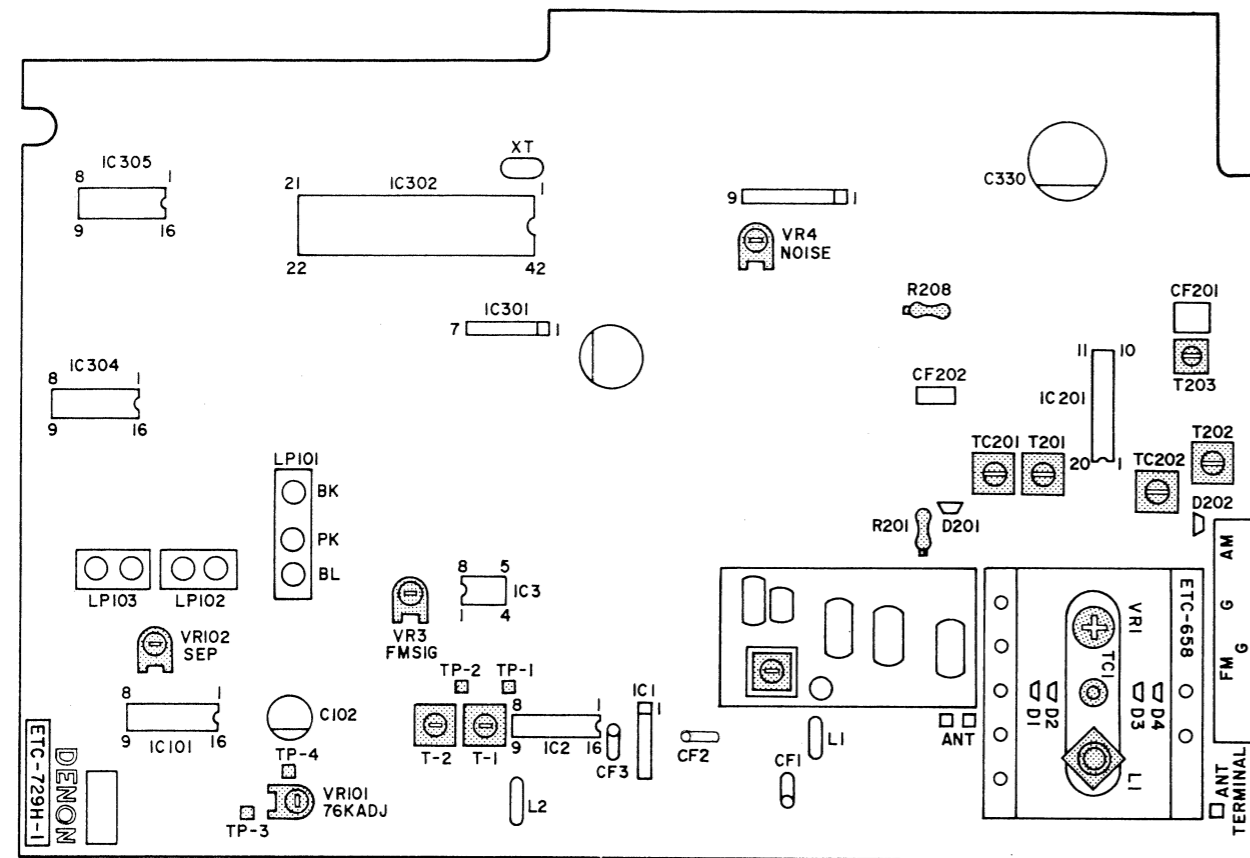 XT
IC305
8
1
9
16
21
IC302
1
22
42
9
1
VR4
NOISE
C330
R208
CF201
T203
7
IC301
1
11
10
IC201
20
1
CF202
IC304
8
1
9
16
TC201
T201
TC202
T202
D202
R201
D201
LP101
BK
PK
BL
LP103
LP102
VR102
SEP
8
5
IC3
1
4
VR3
FMSIG
TP-2
TP-1
8
1
9
IC101
16
C102
TP-4
VR101
76KADJ
TP-3
T-2
T-1
8
1
9
IC2
16
IC1
1
CF3
CF2
L2
L1
CF1
ANT
D1
D2
VR1
TC1
L1
D3
D4
ETC-658
AM
G
FM
G
ANT
TERMINAL
ETC-729H-1
DENON